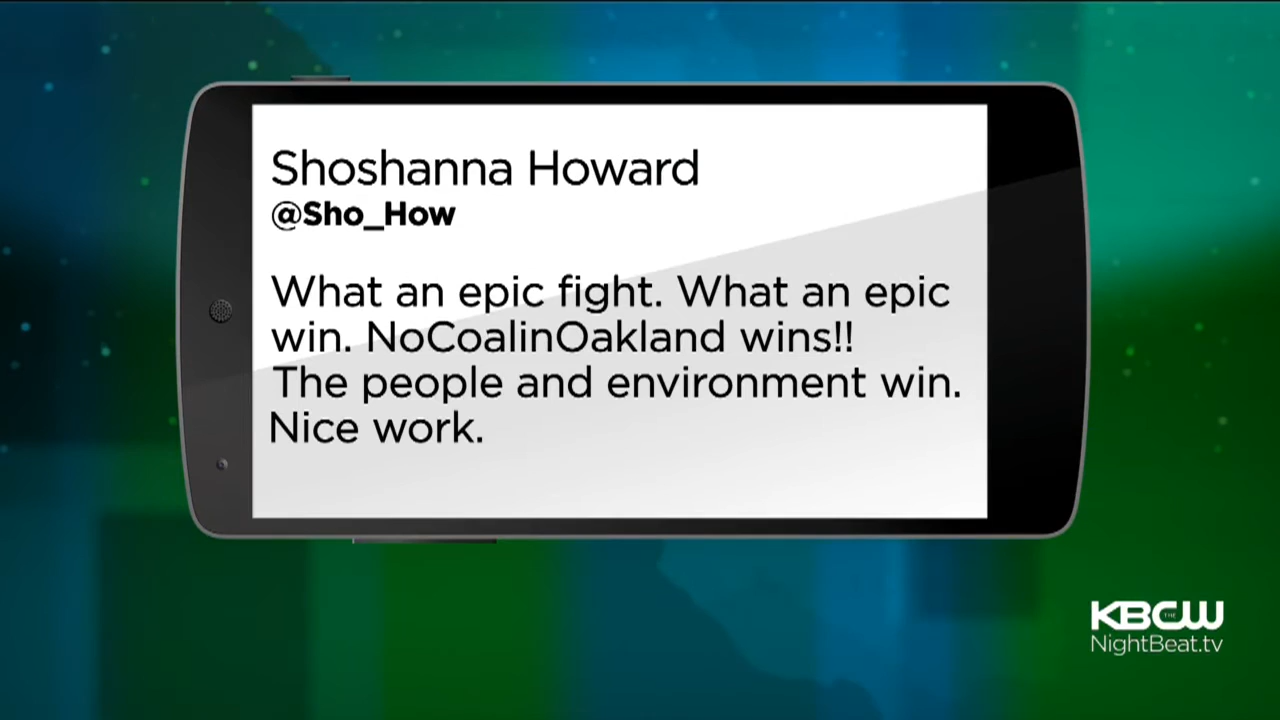 Shoshanna Howard
@Sho_How
What an epic fight. What an epic
win. NoCoalinOakland wins!!
The people and environment win.
Nice work.
KBCW
THE
NightBeat.tv